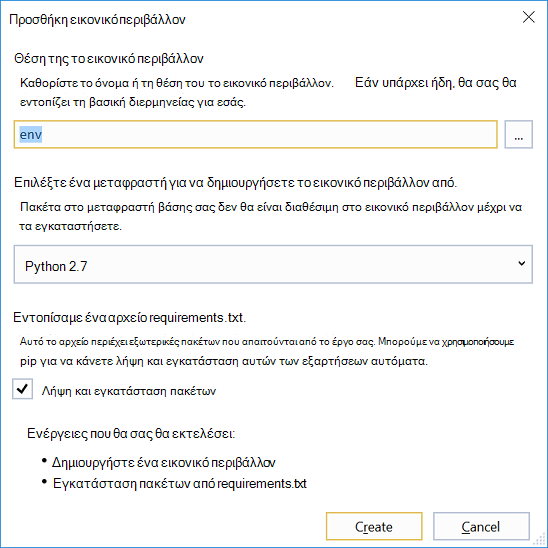 Προσθήκη εικονικό περιβάλλον
Θέση της το εικονικό περιβάλλον
Καθορίστε το όνομα ή τη θέση του το εικονικό περιβάλλον. Εάν υπάρχει ήδη, θα σας θα
εντοπίζει τη βασική διερμηνείας για εσάς.
env
...
Επιλέξτε ένα μεταφραστή για να δημιουργήσετε το εικονικό περιβάλλον από.
Πακέτα στο μεταφραστή βάσης σας δεν θα είναι διαθέσιμη στο εικονικό περιβάλλον μέχρι να
τα εγκαταστήσετε.
Python 2.7
Εντοπίσαμε ένα αρχείο requirements.txt.
Αυτό το αρχείο περιέχει εξωτερικές πακέτων που απαιτούνται από το έργο σας. Μπορούμε να χρησιμοποιήσουμε
pip για να κάνετε λήψη και εγκατάσταση αυτών των εξαρτήσεων αυτόματα.
Λήψη και εγκατάσταση πακέτων
Ενέργειες που θα σας θα εκτελέσει:
• Δημιουργήστε ένα εικονικό περιβάλλον
• Εγκατάσταση πακέτων από requirements.txt
Create
Cancel